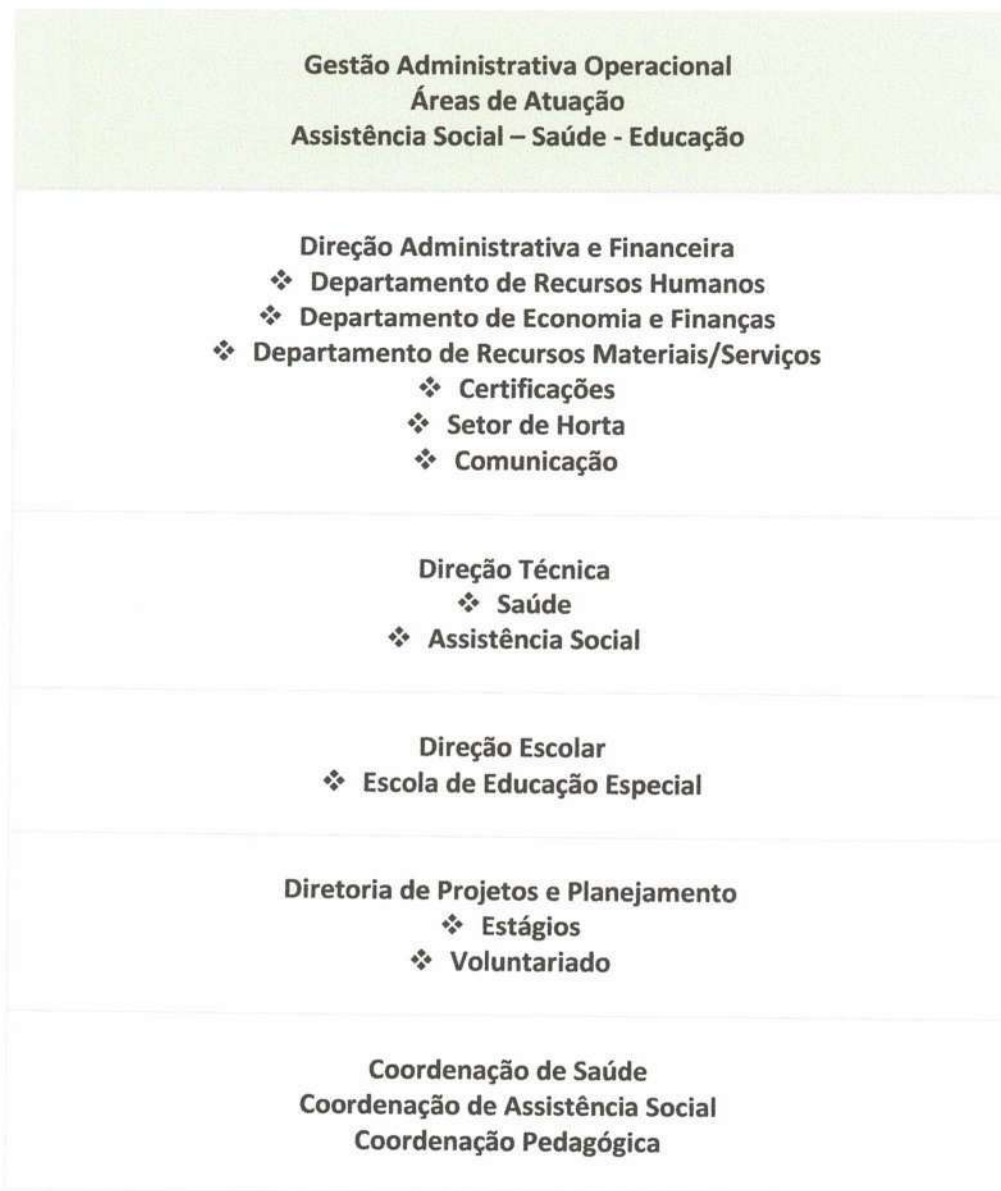 Gestão Administrativa Operacional
Áreas de Atuação
Assistência Social – Saúde - Educação
Direção Administrativa e Financeira
❖ Departamento de Recursos Humanos
❖ Departamento de Economia e Finanças
❖ Departamento de Recursos Materiais/Serviços
❖ Certificações
❖ Setor de Horta
❖ Comunicação
Direção Técnica
❖ Saúde
❖ Assistência Social
Direção Escolar
❖ Escola de Educação Especial
Diretoria de Projetos e Planejamento
❖ Estágios
❖ Voluntariado
Coordenação de Saúde
Coordenação de Assistência Social
Coordenação Pedagógica